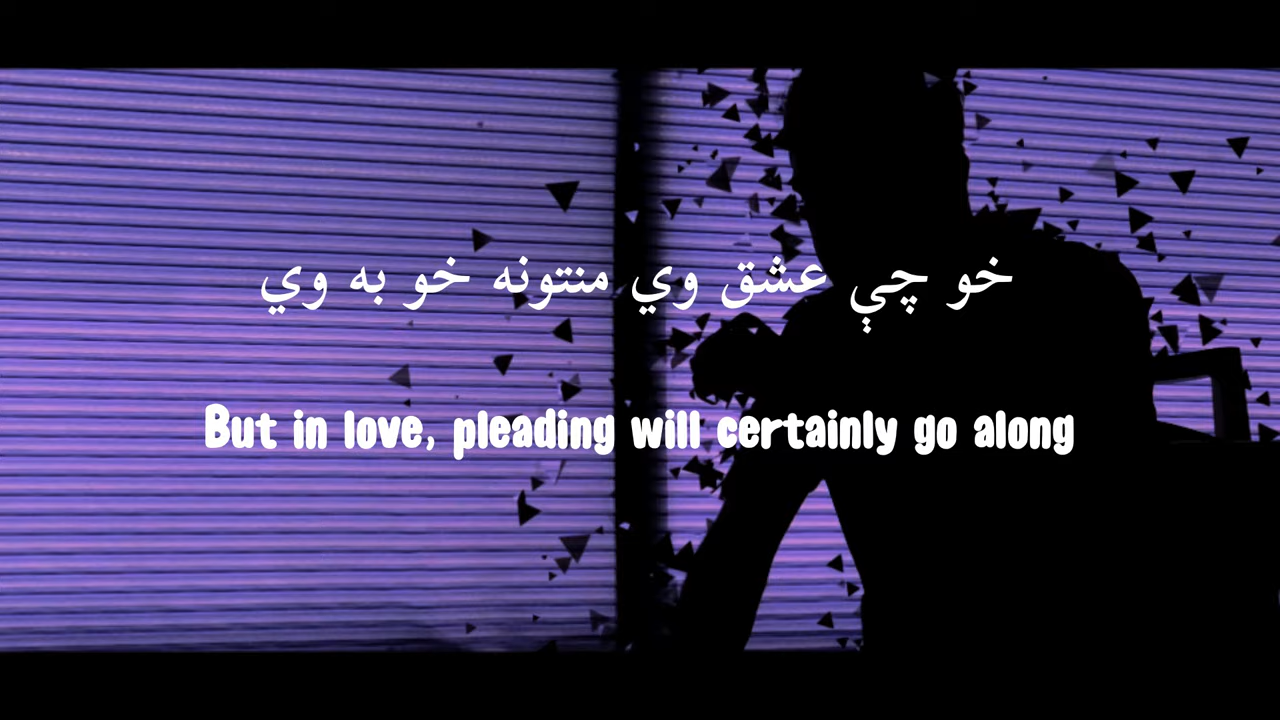 خو چې عشق وي منتونه خو به وي
But in love, pleading will certainly go along